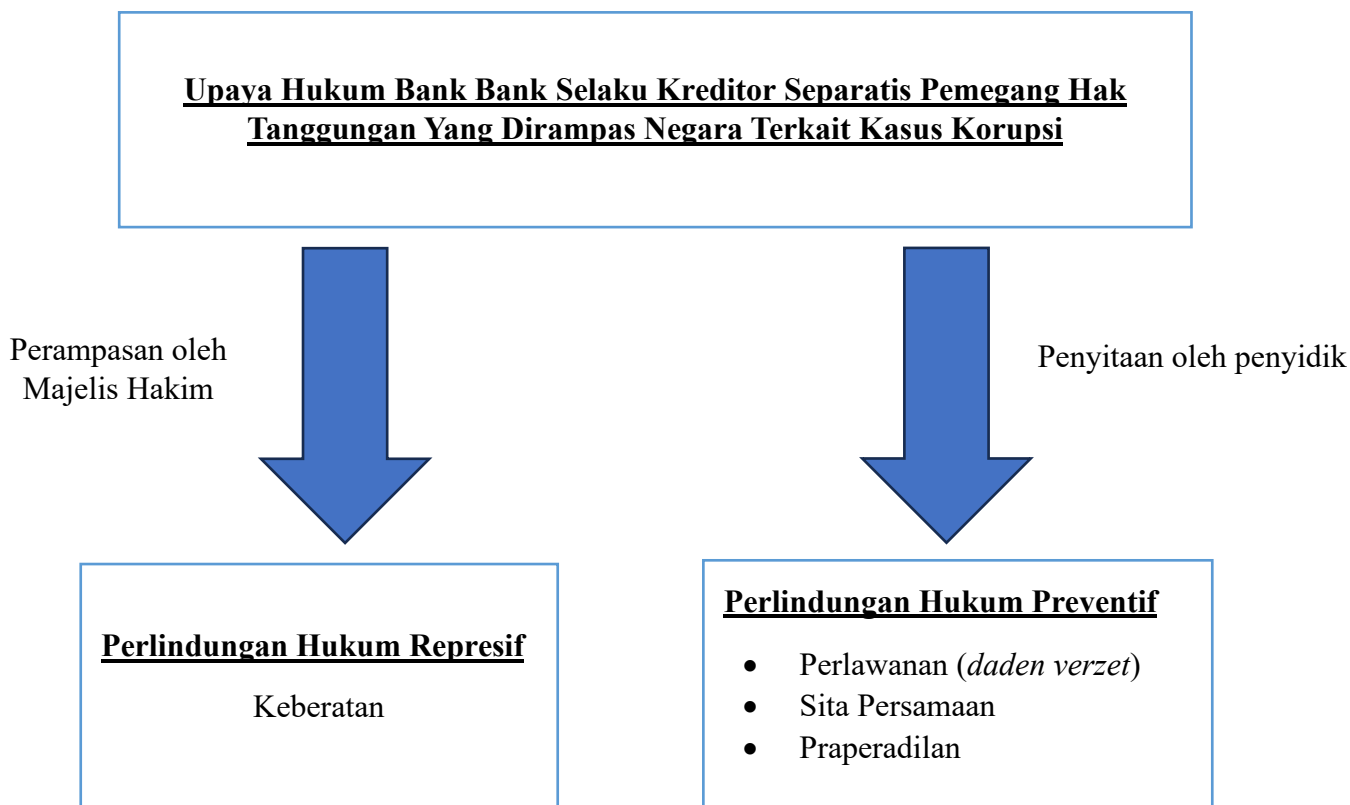 Upaya Hukum Bank Bank Selaku Kreditor Separatis Pemegang Hak
Tanggungan Yang Dirampas Negara Terkait Kasus Korupsi
Perampasan oleh
Majelis Hakim
Penyitaan oleh penyidik
Perlindungan Hukum Represif
Keberatan
Perlindungan Hukum Preventif
• Perlawanan (daden verzet)
• Sita Persamaan
• Praperadilan